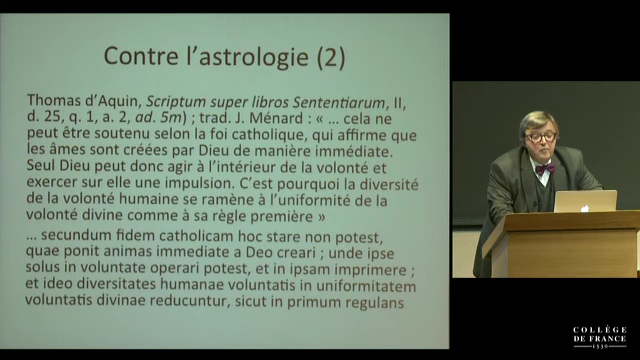 Contre l'astrologie (2)
Thomas d'Aquin, Scriptum super libros Sententiarum, II,
d. 25, q. 1, a. 2, ad. 5m) ; trad. J. Ménard : « ... cela ne
peut être soutenu selon la foi catholique, qui affirme que
les âmes sont créées par Dieu de manière immédiate.
Seul Dieu peut donc agir à l'intérieur de la volonté et
exercer sur elle une impulsion. C'est pourquoi la diversité
de la volonté humaine se ramène à l'uniformité de la
volonté divine comme à sa règle première »
... secundum fidem catholicam hoc stare non potest,
quae ponit animas immediate a Deo creari ; unde ipse
solus in voluntate operari potest, et in ipsam imprimere ;
et ideo diversitates humanae voluntatis in uniformitatem
voluntatis divinae reducuntur, sicut in primum regulans
COLLÈGE
DE FRANCE
1530